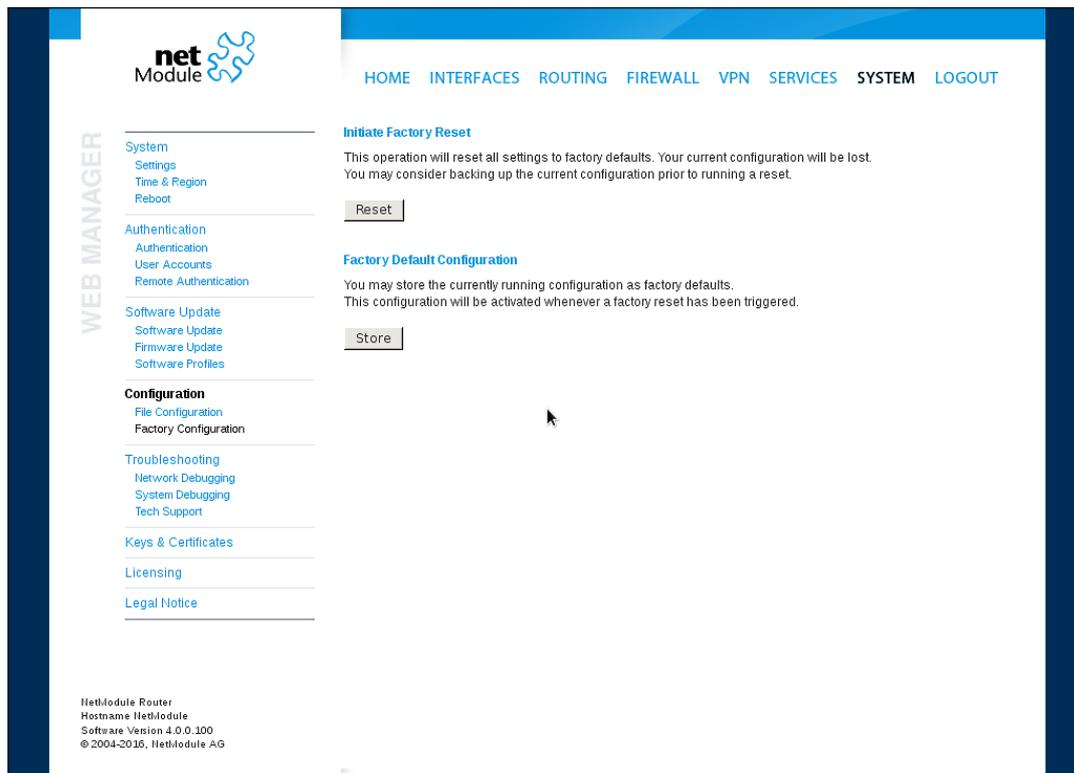 net
Module
HOME INTERFACES ROUTING FIREWALL VPN SERVICES SYSTEM LOGOUT
WEB MANAGER
System
Settings
Time & Region
Reboot
Authentication
Authentication
User Accounts
Remote Authentication
Software Update
Software Update
Firmware Update
Software Profiles
Configuration
File Configuration
Factory Configuration
Troubleshooting
Network Debugging
System Debugging
Tech Support
Keys & Certificates
Licensing
Legal Notice
Initiate Factory Reset
This operation will reset all settings to factory defaults. Your current configuration will be lost.
You may consider backing up the current configuration prior to running a reset.
Reset
Factory Default Configuration
You may store the currently running configuration as factory defaults.
This configuration will be activated whenever a factory reset has been triggered.
Store
NetModule Router
Hostname NetModule
Software Version 4.0.0.100
© 2004-2016, NetModule AG